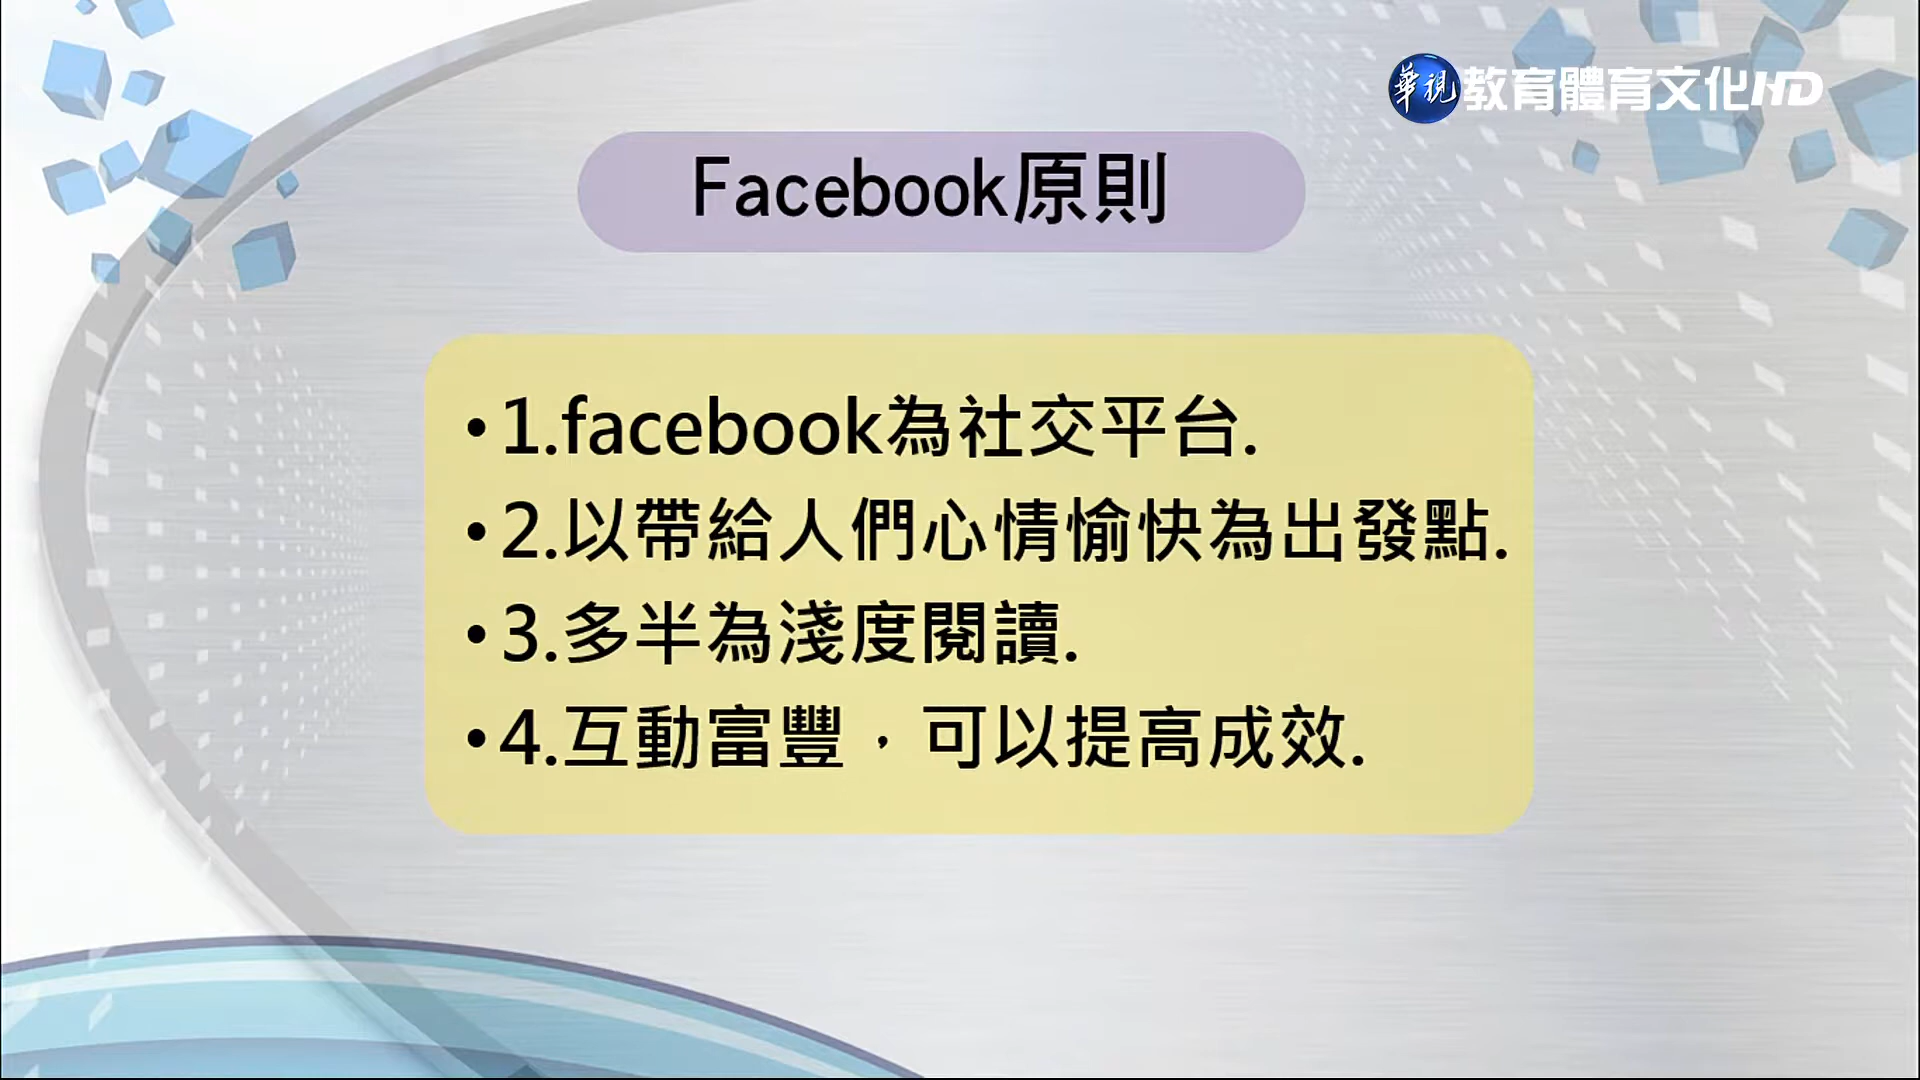 華視教育體育文化HD
Facebook原則
•1.facebook為社交平台.
•2.以帶給人們心情愉快為出發點.
•3.多半為淺度閱讀.
•4.互動富豐，可以提高成效.